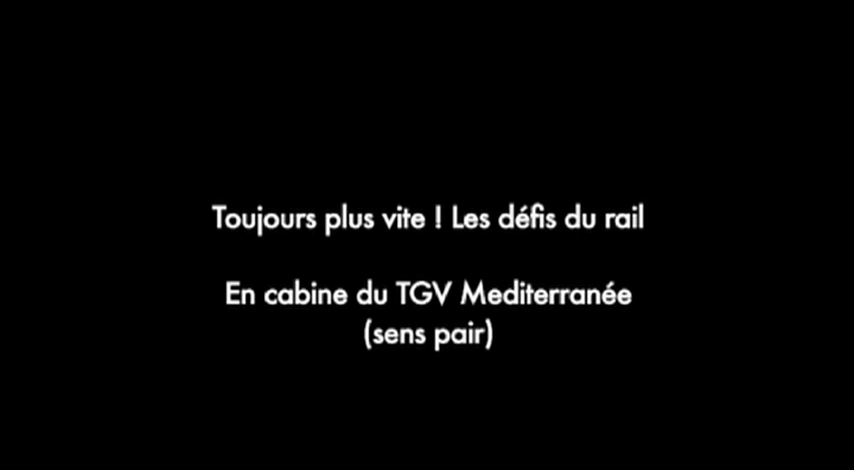 Toujours plus vite ! Les défis du rail
En cabine du TGV Mediterranée
(sens pair)